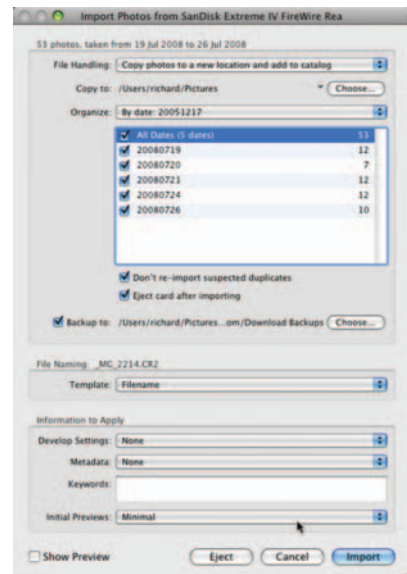 Import Photos from SanDisk Extreme IV FireWire Rea
53 photos, taken from 19 Jul 2008 to 26 Jul 2008
File Handling: Copy photos to a new location and add to catalog
Copy to: /Users/richard/Pictures Choose...
Organize: By date: 20051217
All Dates (5 dates) 53
20080719 12
20080720 7
20080721 12
20080724 12
20080726 10
Don't re-import suspected duplicates
Eject card after importing
Backup to: /Users/richard/Pictures...om/Download Backups Choose...
File Naming: _MG_2214.CR2
Template: Filename
Information to Apply
Develop Settings: None
Metadata: None
Keywords:
Initial Previews: Minimal
Show Preview Eject Cancel Import